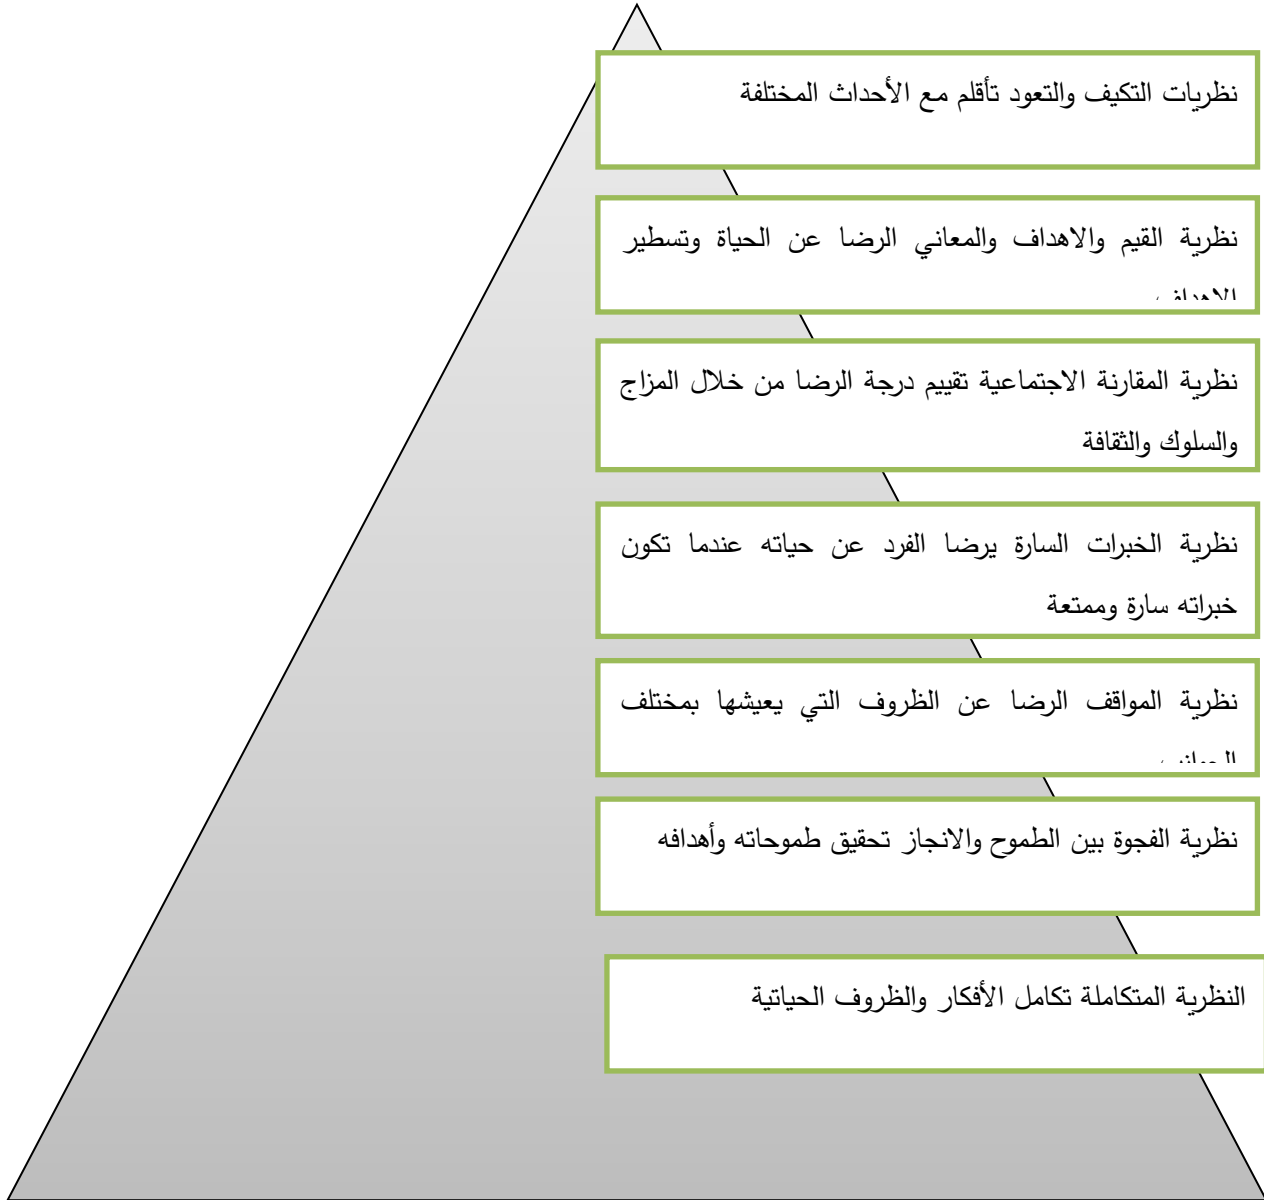 نظريات التكيف والتعود تأقلم مع الأحداث المختلفة
نظرية القيم والاهداف والمعاني الرضا عن الحياة وتسطير
نظرية المقارنة الاجتماعية تقييم درجة الرضا من خلال المزاج
والسلوك والثقافة
نظرية الخبرات السارة يرضا الفرد عن حياته عندما تكون
خبراته سارة وممتعة
نظرية المواقف الرضا عن الظروف التي يعيشها بمختلف
نظرية الفجوة بين الطموح والانجاز تحقيق طموحاته وأهدافه
النظرية المتكاملة تكامل الأفكار والظروف الحياتية